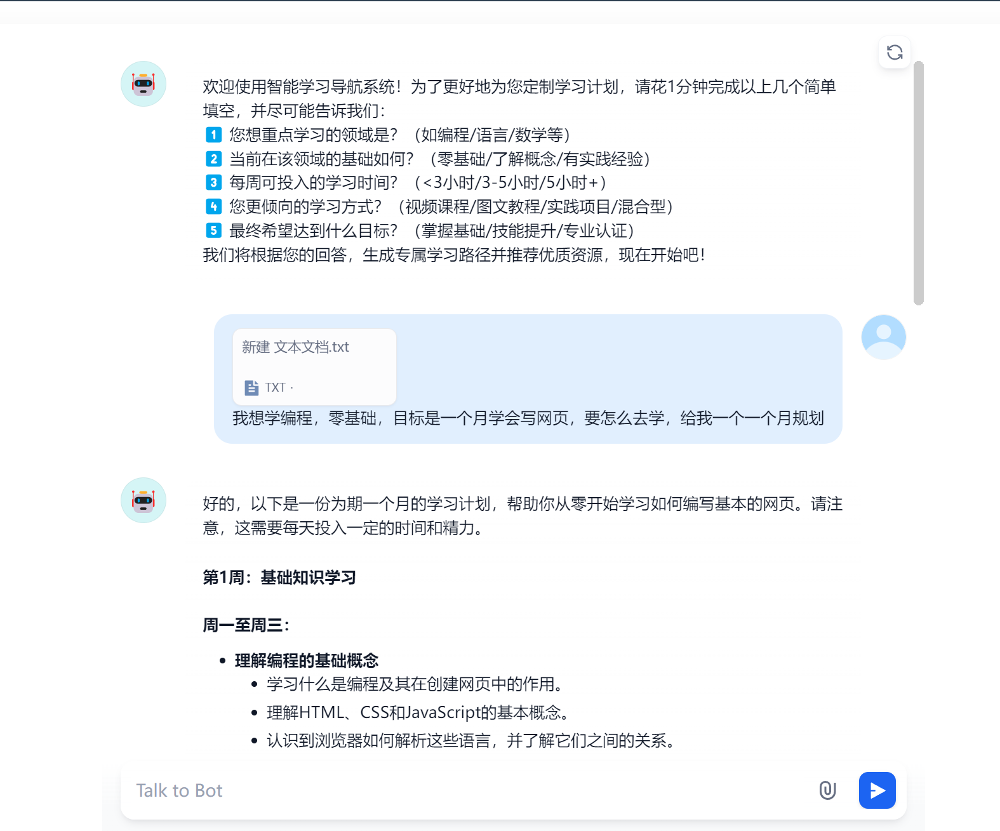 欢迎使用智能学习导航系统！为了更好地为您定制学习计划，请花1分钟完成以上几个简单
填空，并尽可能告诉我们：
1 您想重点学习的领域是？（如编程/语言/数学等）
2 当前在该领域的基础如何？（零基础/了解概念/有实践经验）
3 每周可投入的学习时间？（<3小时/3-5小时/5小时+）
4 您更倾向的学习方式？（视频课程/图文教程/实践项目/混合型）
5 最终希望达到什么目标？（掌握基础/技能提升/专业认证）
我们将根据您的回答，生成专属学习路径并推荐优质资源，现在开始吧！
新建 文本文档.txt
TXT ·
我想学编程，零基础，目标是一个月学会写网页，要怎么去学，给我一个一个月规划
好的，以下是一份为期一个月的学习计划，帮助你从零开始学习如何编写基本的网页。请注
意，这需要每天投入一定的时间和精力。
第1周：基础知识学习
周一至周三：
• 理解编程的基础概念
• 学习什么是编程及其在创建网页中的作用。
• 理解HTML、CSS和JavaScript的基本概念。
• 认识到浏览器如何解析这些语言，并了解它们之间的关系。
Talk to Bot